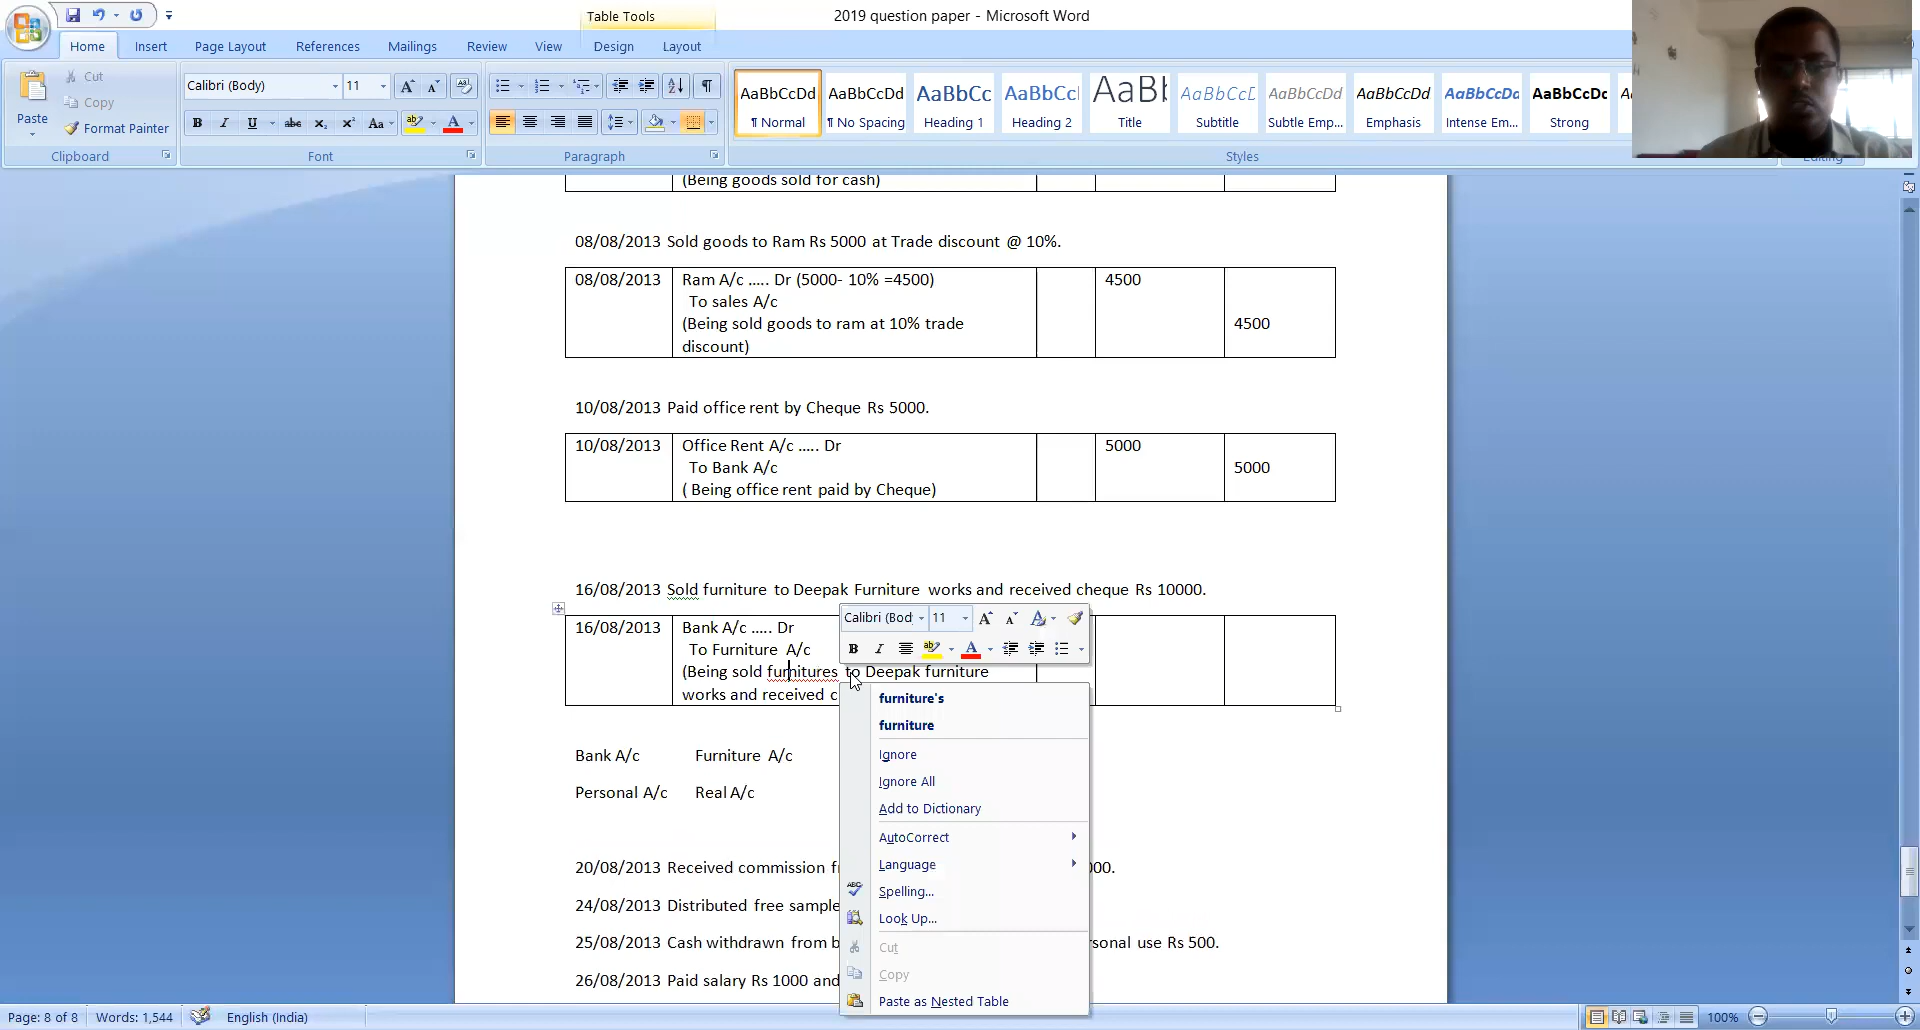 Table Tools
2019 question paper - Microsoft Word
Home Insert Page Layout References Mailings Review View Design Layout
Paste
Cut
Copy
Format Painter
Clipboard
Calibri (Body) 11
Font
Paragraph
AaBbCcDd AaBbCcDd AaBbCc AaBbCc AaBb AaBbCcD AaBbCcDd AaBbCcDd AaBbCcDd AaBbCcDd
¶ Normal ¶ No Spacing Heading 1 Heading 2 Title Subtitle Subtle Emp... Emphasis Intense Em... Strong
Styles
Editing
(Being goods sold for cash)
08/08/2013 Sold goods to Ram Rs 5000 at Trade discount @ 10%.
08/08/2013 Ram A/c ..... Dr (5000- 10% =4500) 4500
To sales A/c
(Being sold goods to ram at 10% trade 4500
discount)
10/08/2013 Paid office rent by Cheque Rs 5000.
10/08/2013 Office Rent A/c ..... Dr 5000
To Bank A/c 5000
( Being office rent paid by Cheque)
16/08/2013 Sold furniture to Deepak Furniture works and received cheque Rs 10000.
16/08/2013 Bank A/c ..... Dr
To Furniture A/c
(Being sold furnitures to Deepak furniture
works and received c
Calibri (Body 11
furniture's
furniture
Ignore
Ignore All
Add to Dictionary
AutoCorrect
Language
Spelling...
Look Up...
Cut
Copy
Paste as Nested Table
Bank A/c Furniture A/c
Personal A/c Real A/c
20/08/2013 Received commission fr 000.
24/08/2013 Distributed free sample
25/08/2013 Cash withdrawn from b rsonal use Rs 500.
26/08/2013 Paid salary Rs 1000 and
Page: 8 of 8 Words: 1,544 English (India) 100%